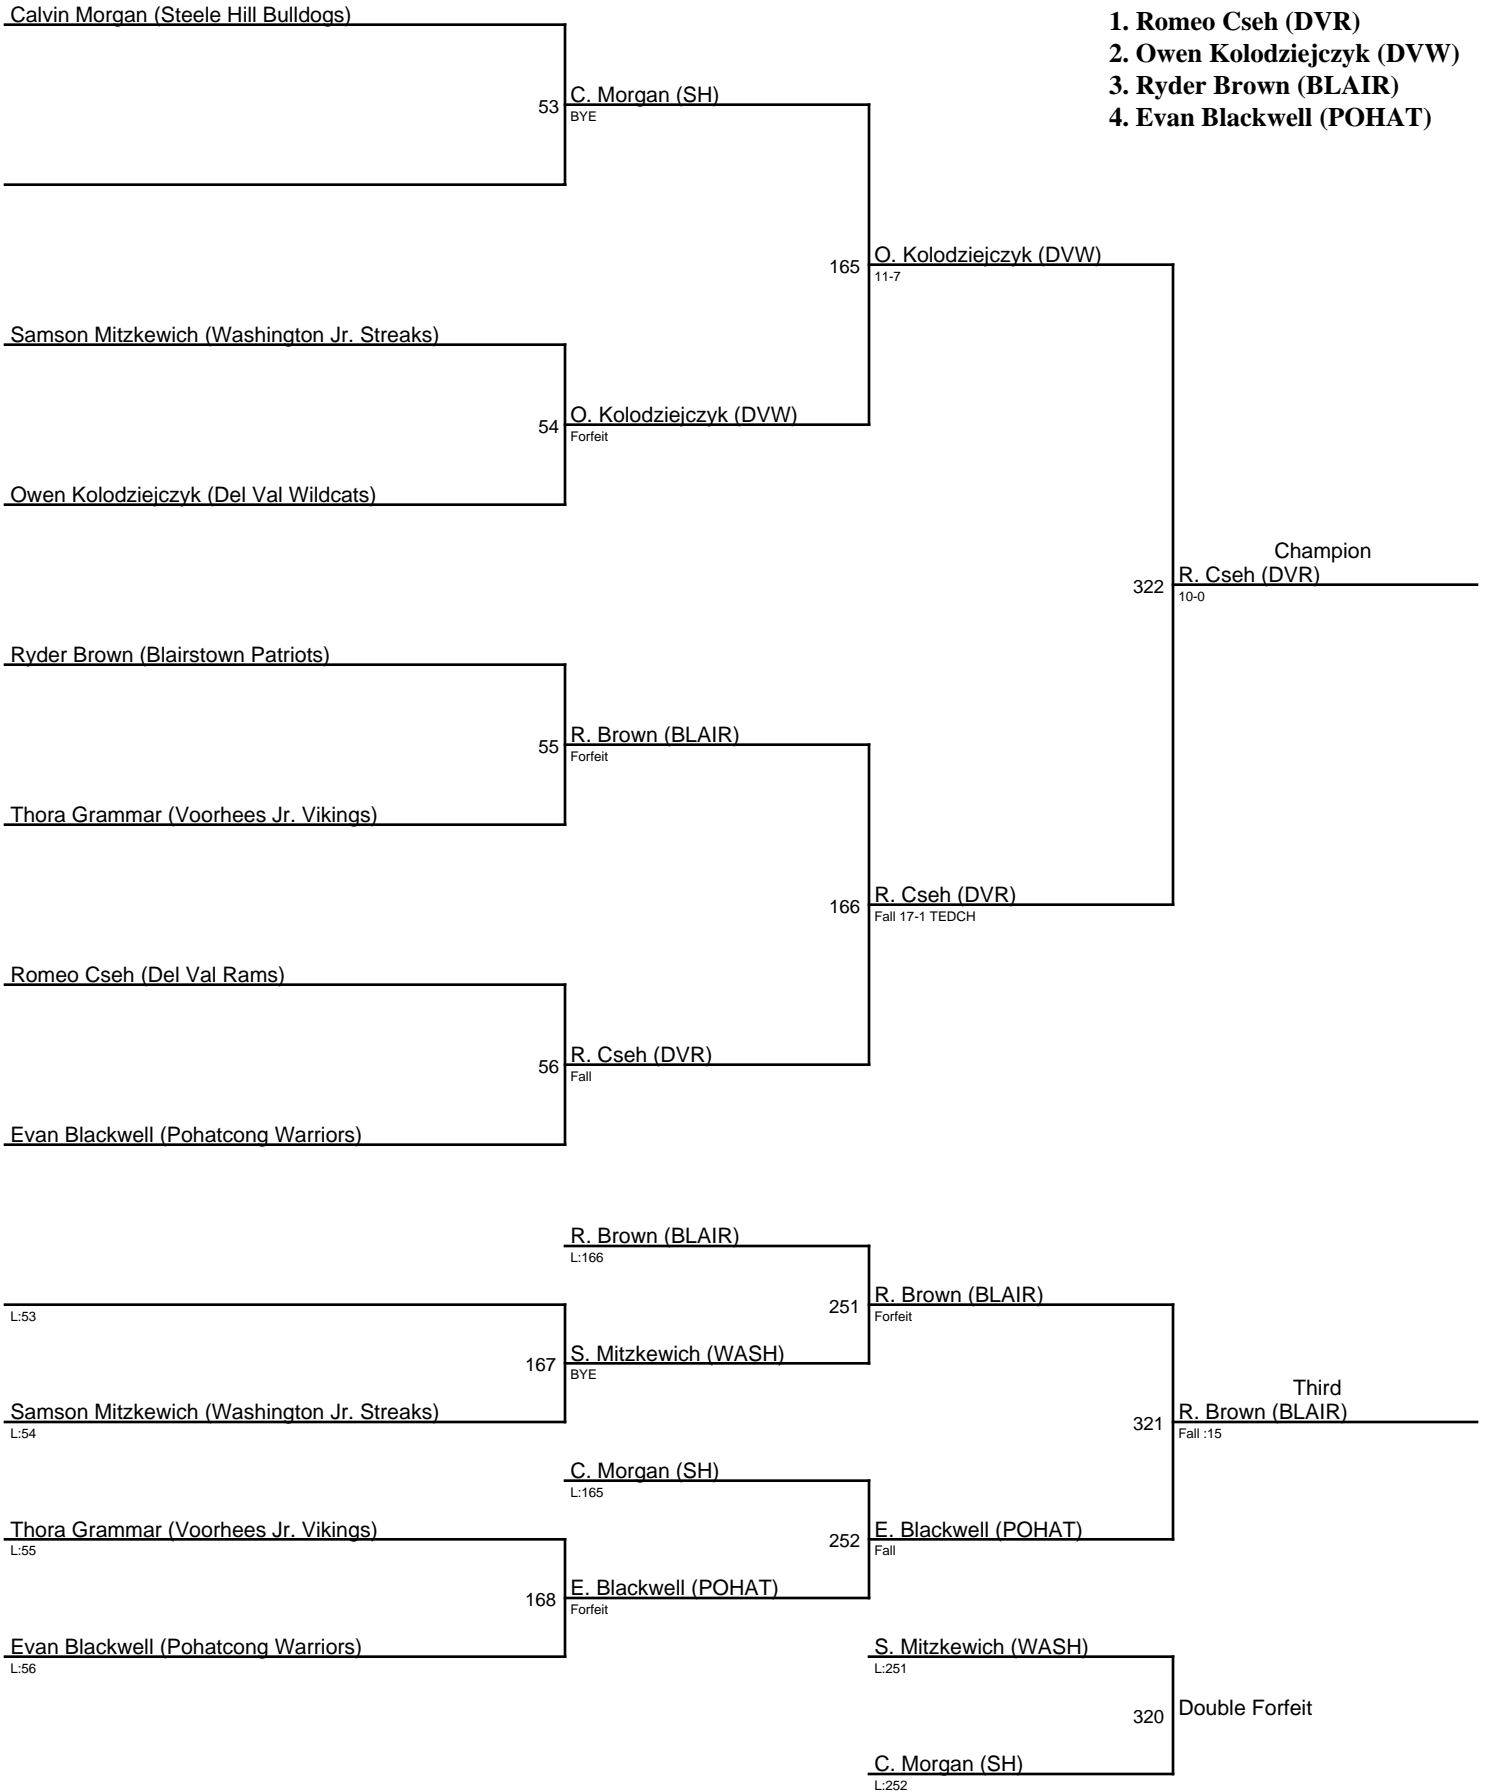 Calvin Morgan (Steele Hill Bulldogs)
1. Romeo Cseh (DVR)
2. Owen Kolodziejczyk (DVW)
3. Ryder Brown (BLAIR)
4. Evan Blackwell (POHAT)
53
C. Morgan (SH)
BYE
165
O. Kolodziejczyk (DVW)
11-7
Samson Mitzkewich (Washington Jr. Streaks)
54
O. Kolodziejczyk (DVW)
Forfeit
Owen Kolodziejczyk (Del Val Wildcats)
Champion
322
R. Cseh (DVR)
10-0
Ryder Brown (Blairstown Patriots)
55
R. Brown (BLAIR)
Forfeit
Thora Grammar (Voorhees Jr. Vikings)
166
R. Cseh (DVR)
Fall 17-1 TEDCH
Romeo Cseh (Del Val Rams)
56
R. Cseh (DVR)
Fall
Evan Blackwell (Pohatcong Warriors)
R. Brown (BLAIR)
L:166
251
R. Brown (BLAIR)
Forfeit
L:53
167
S. Mitzkewich (WASH)
BYE
Samson Mitzkewich (Washington Jr. Streaks)
L:54
Third
321
R. Brown (BLAIR)
Fall :15
C. Morgan (SH)
L:165
Thora Grammar (Voorhees Jr. Vikings)
L:55
252
E. Blackwell (POHAT)
Fall
168
E. Blackwell (POHAT)
Forfeit
Evan Blackwell (Pohatcong Warriors)
L:56
S. Mitzkewich (WASH)
L:251
320
Double Forfeit
C. Morgan (SH)
L:252